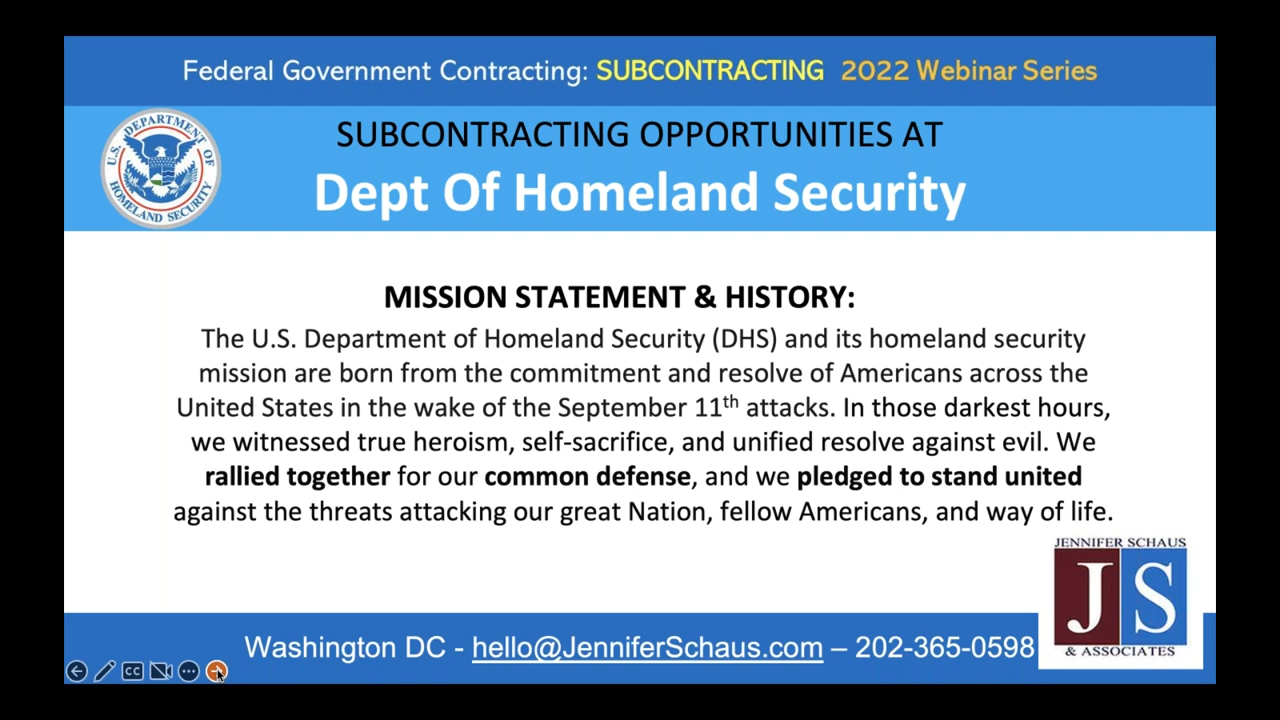 Federal Government Contracting: SUBCONTRACTING 2022 Webinar Series
U.S. DEPARTMENT OF HOMELAND SECURITY
SUBCONTRACTING OPPORTUNITIES AT
Dept Of Homeland Security
MISSION STATEMENT & HISTORY:
The U.S. Department of Homeland Security (DHS) and its homeland security
mission are born from the commitment and resolve of Americans across the
United States in the wake of the September 11th attacks. In those darkest hours,
we witnessed true heroism, self-sacrifice, and unified resolve against evil. We
rallied together for our common defense, and we pledged to stand united
against the threats attacking our great Nation, fellow Americans, and way of life.
JENNIFER SCHAUS
JS
& ASSOCIATES
Washington DC - hello@JenniferSchaus.com – 202-365-0598
CC